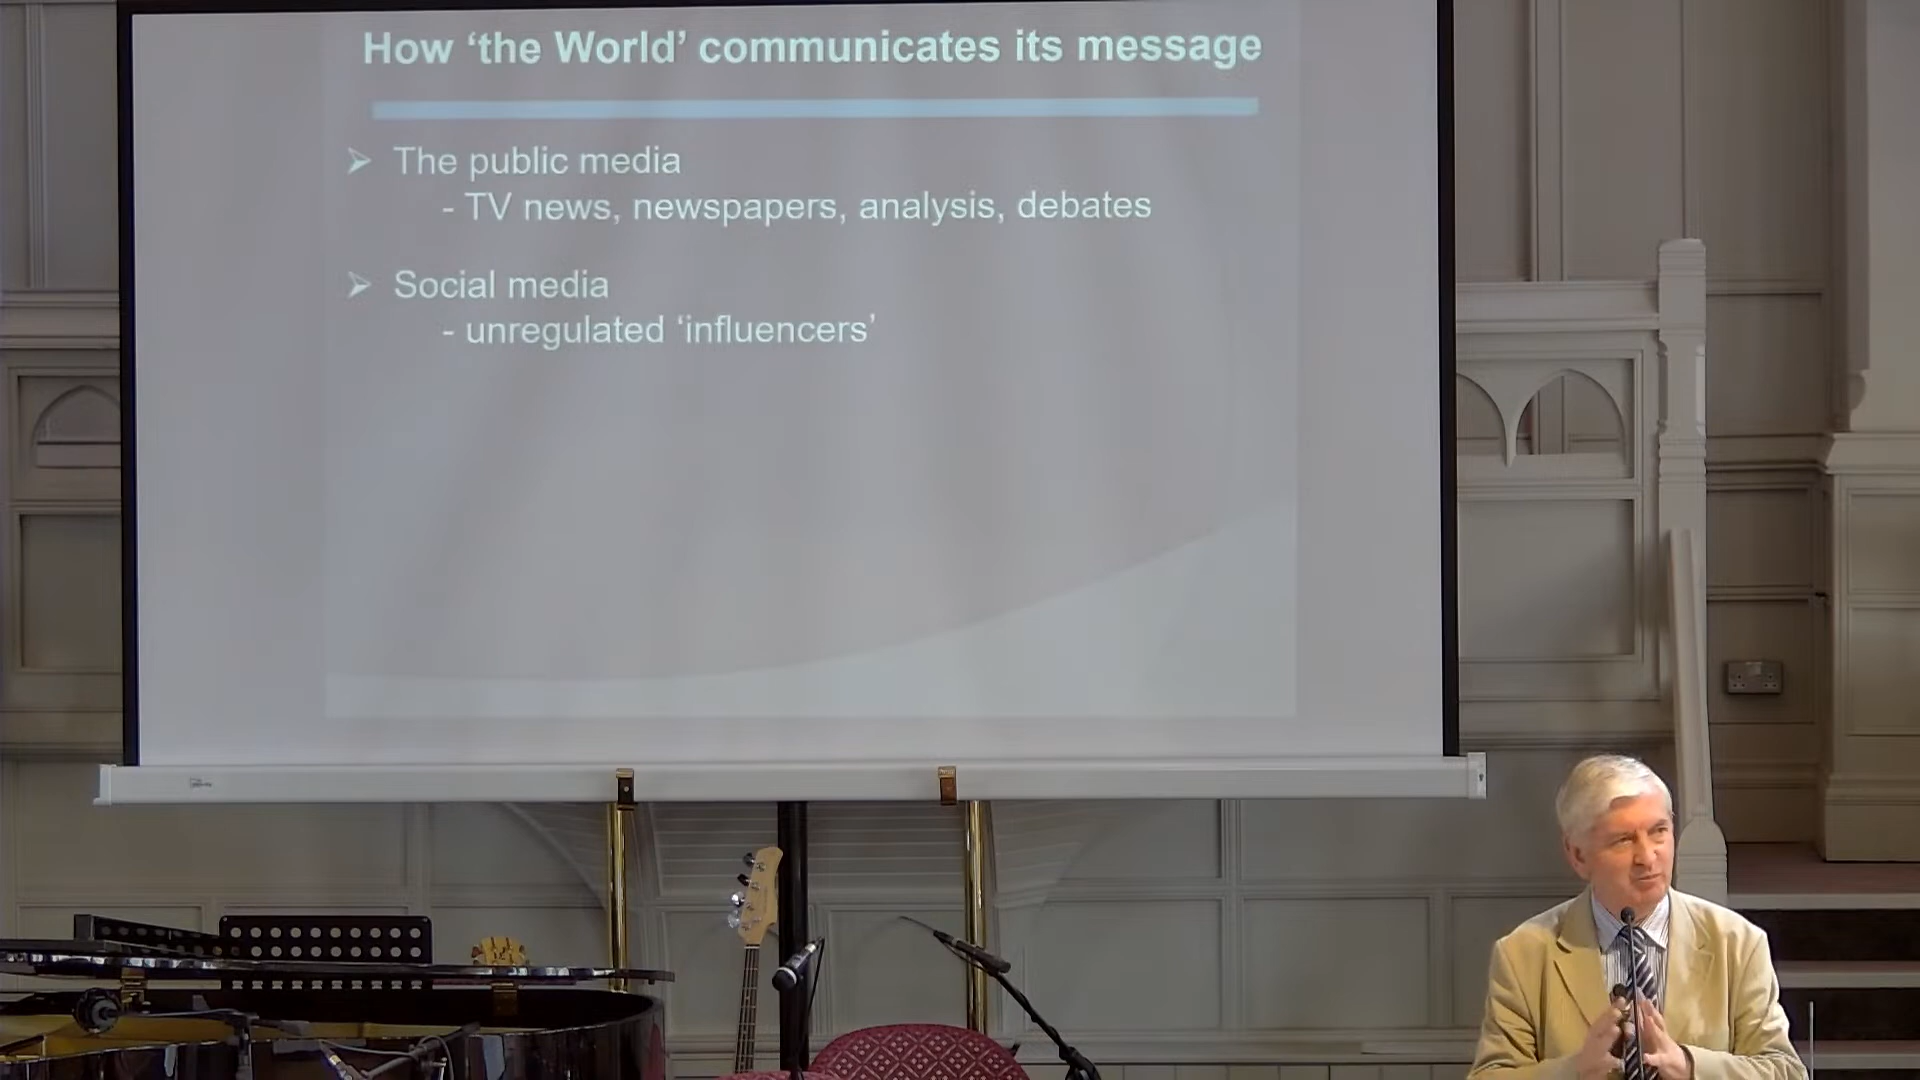 How ‘the World’ communicates its message
➢ The public media
- TV news, newspapers, analysis, debates
➢ Social media
- unregulated ‘influencers’